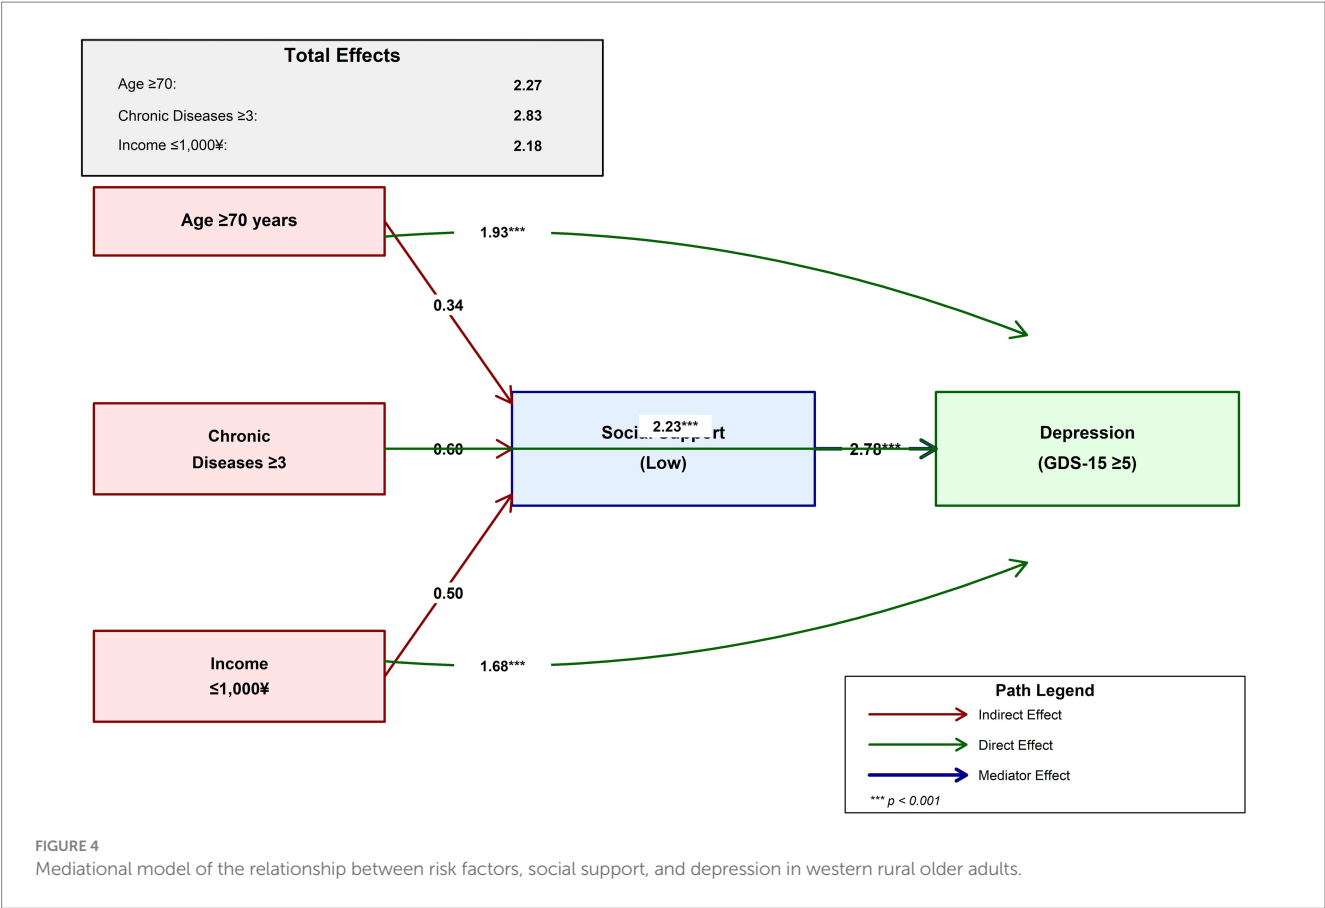 Total Effects
Age ≥70: 2.27
Chronic Diseases ≥3: 2.83
Income ≤1,000¥: 2.18
Age ≥70 years
1.93***
0.34
Chronic
Diseases ≥3
0.60
2.23***
Social Support
(Low)
2.78***
Depression
(GDS-15 ≥5)
0.50
Income
≤1,000¥
1.68***
Path Legend
Indirect Effect
Direct Effect
Mediator Effect
*** p < 0.001
FIGURE 4
Mediational model of the relationship between risk factors, social support, and depression in western rural older adults.